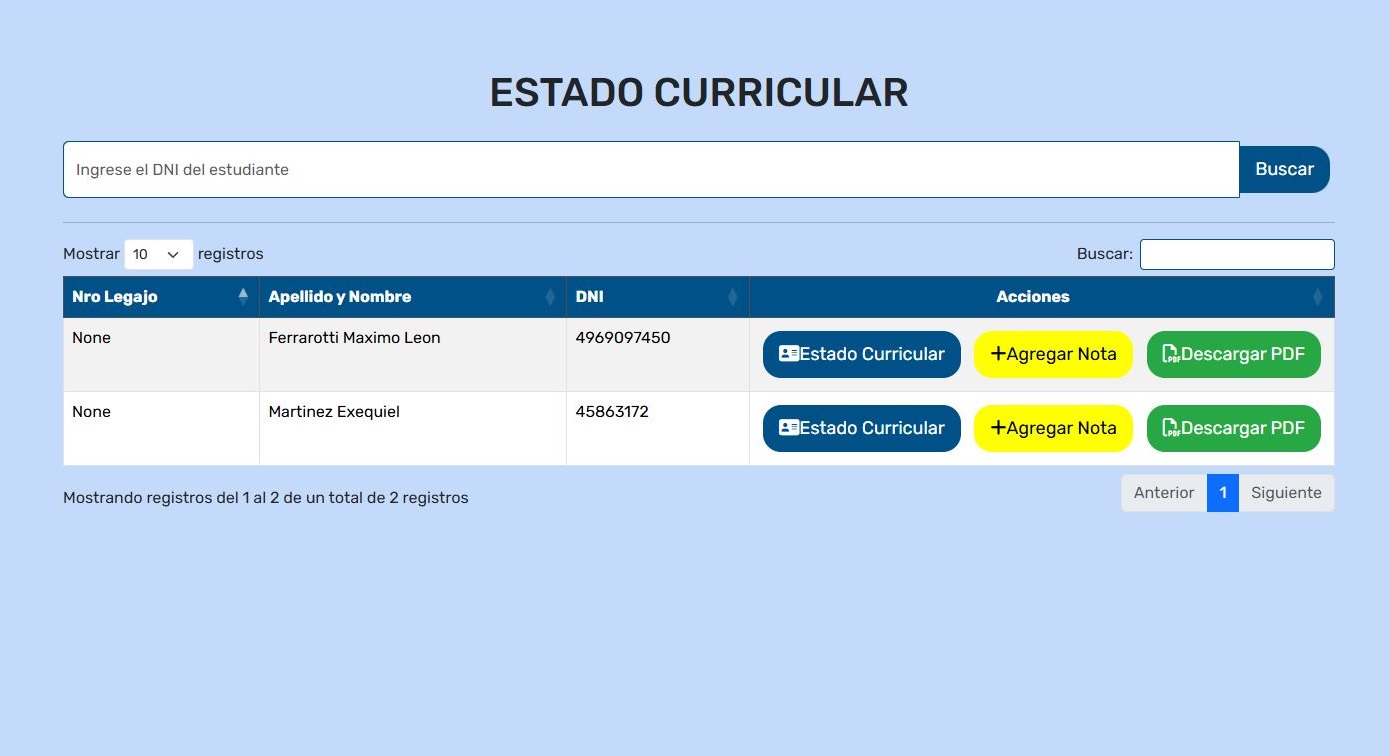 ESTADO CURRICULAR
Ingrese el DNI del estudiante
Buscar
Mostrar 10 registros
Buscar:
Nro Legajo Apellido y Nombre DNI Acciones
None Ferrarotti Maximo Leon 4969097450 Estado Curricular Agregar Nota Descargar PDF
None Martinez Exequiel 45863172 Estado Curricular Agregar Nota Descargar PDF
Mostrando registros del 1 al 2 de un total de 2 registros
Anterior 1 Siguiente